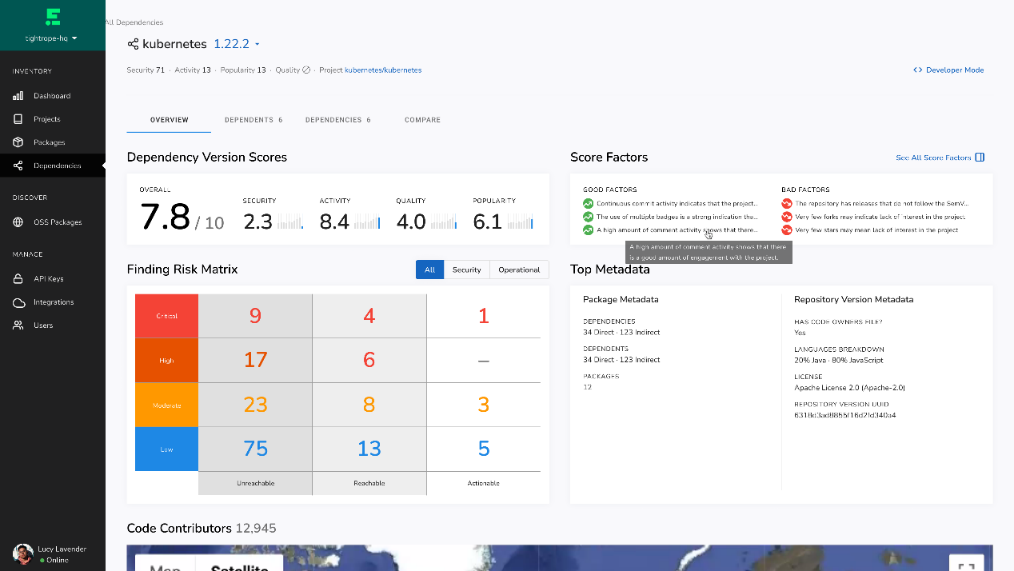 tightrope-hq
INVENTORY
Dashboard
Projects
Packages
Dependencies
DISCOVER
OSS Packages
MANAGE
API Keys
Integrations
Users
Lucy Lavender
Online
All Dependencies
kubernetes 1.22.2
Security 71 · Activity 13 · Popularity 13 · Quality · Project kubernetes/kubernetes
Developer Mode
OVERVIEW DEPENDENTS 6 DEPENDENCIES 6 COMPARE
Dependency Version Scores
OVERALL
7.8 / 10
SECURITY
2.3
ACTIVITY
8.4
QUALITY
4.0
POPULARITY
6.1
Score Factors
See All Score Factors
GOOD FACTORS
Continuous commit activity indicates that the project...
The use of multiple badges is a strong indication tha...
A high amount of comment activity shows that there...
BAD FACTORS
The repository has releases that do not follow the SemV...
Very few forks may indicate lack of interest in the project
Very few stars may mean lack of interest in the project
A high amount of comment activity shows that there
is a good amount of engagement with the project.
Finding Risk Matrix
All Security Operational
Critical 9 4 1
High 17 6 —
Moderate 23 8 3
Low 75 13 5
Unreachable Reachable Actionable
Top Metadata
Package Metadata
DEPENDENCIES
34 Direct · 123 Indirect
DEPENDENTS
34 Direct · 123 Indirect
PACKAGES
12
Repository Version Metadata
HAS CODE OWNERS FILE?
Yes
LANGUAGES BREAKDOWN
20% Java · 80% JavaScript
LICENSE
Apache License 2.0 (Apache-2.0)
REPOSITORY VERSION UUID
6318d3ad8855f16d2fd340a4
Code Contributors 12,945
Map Satellite